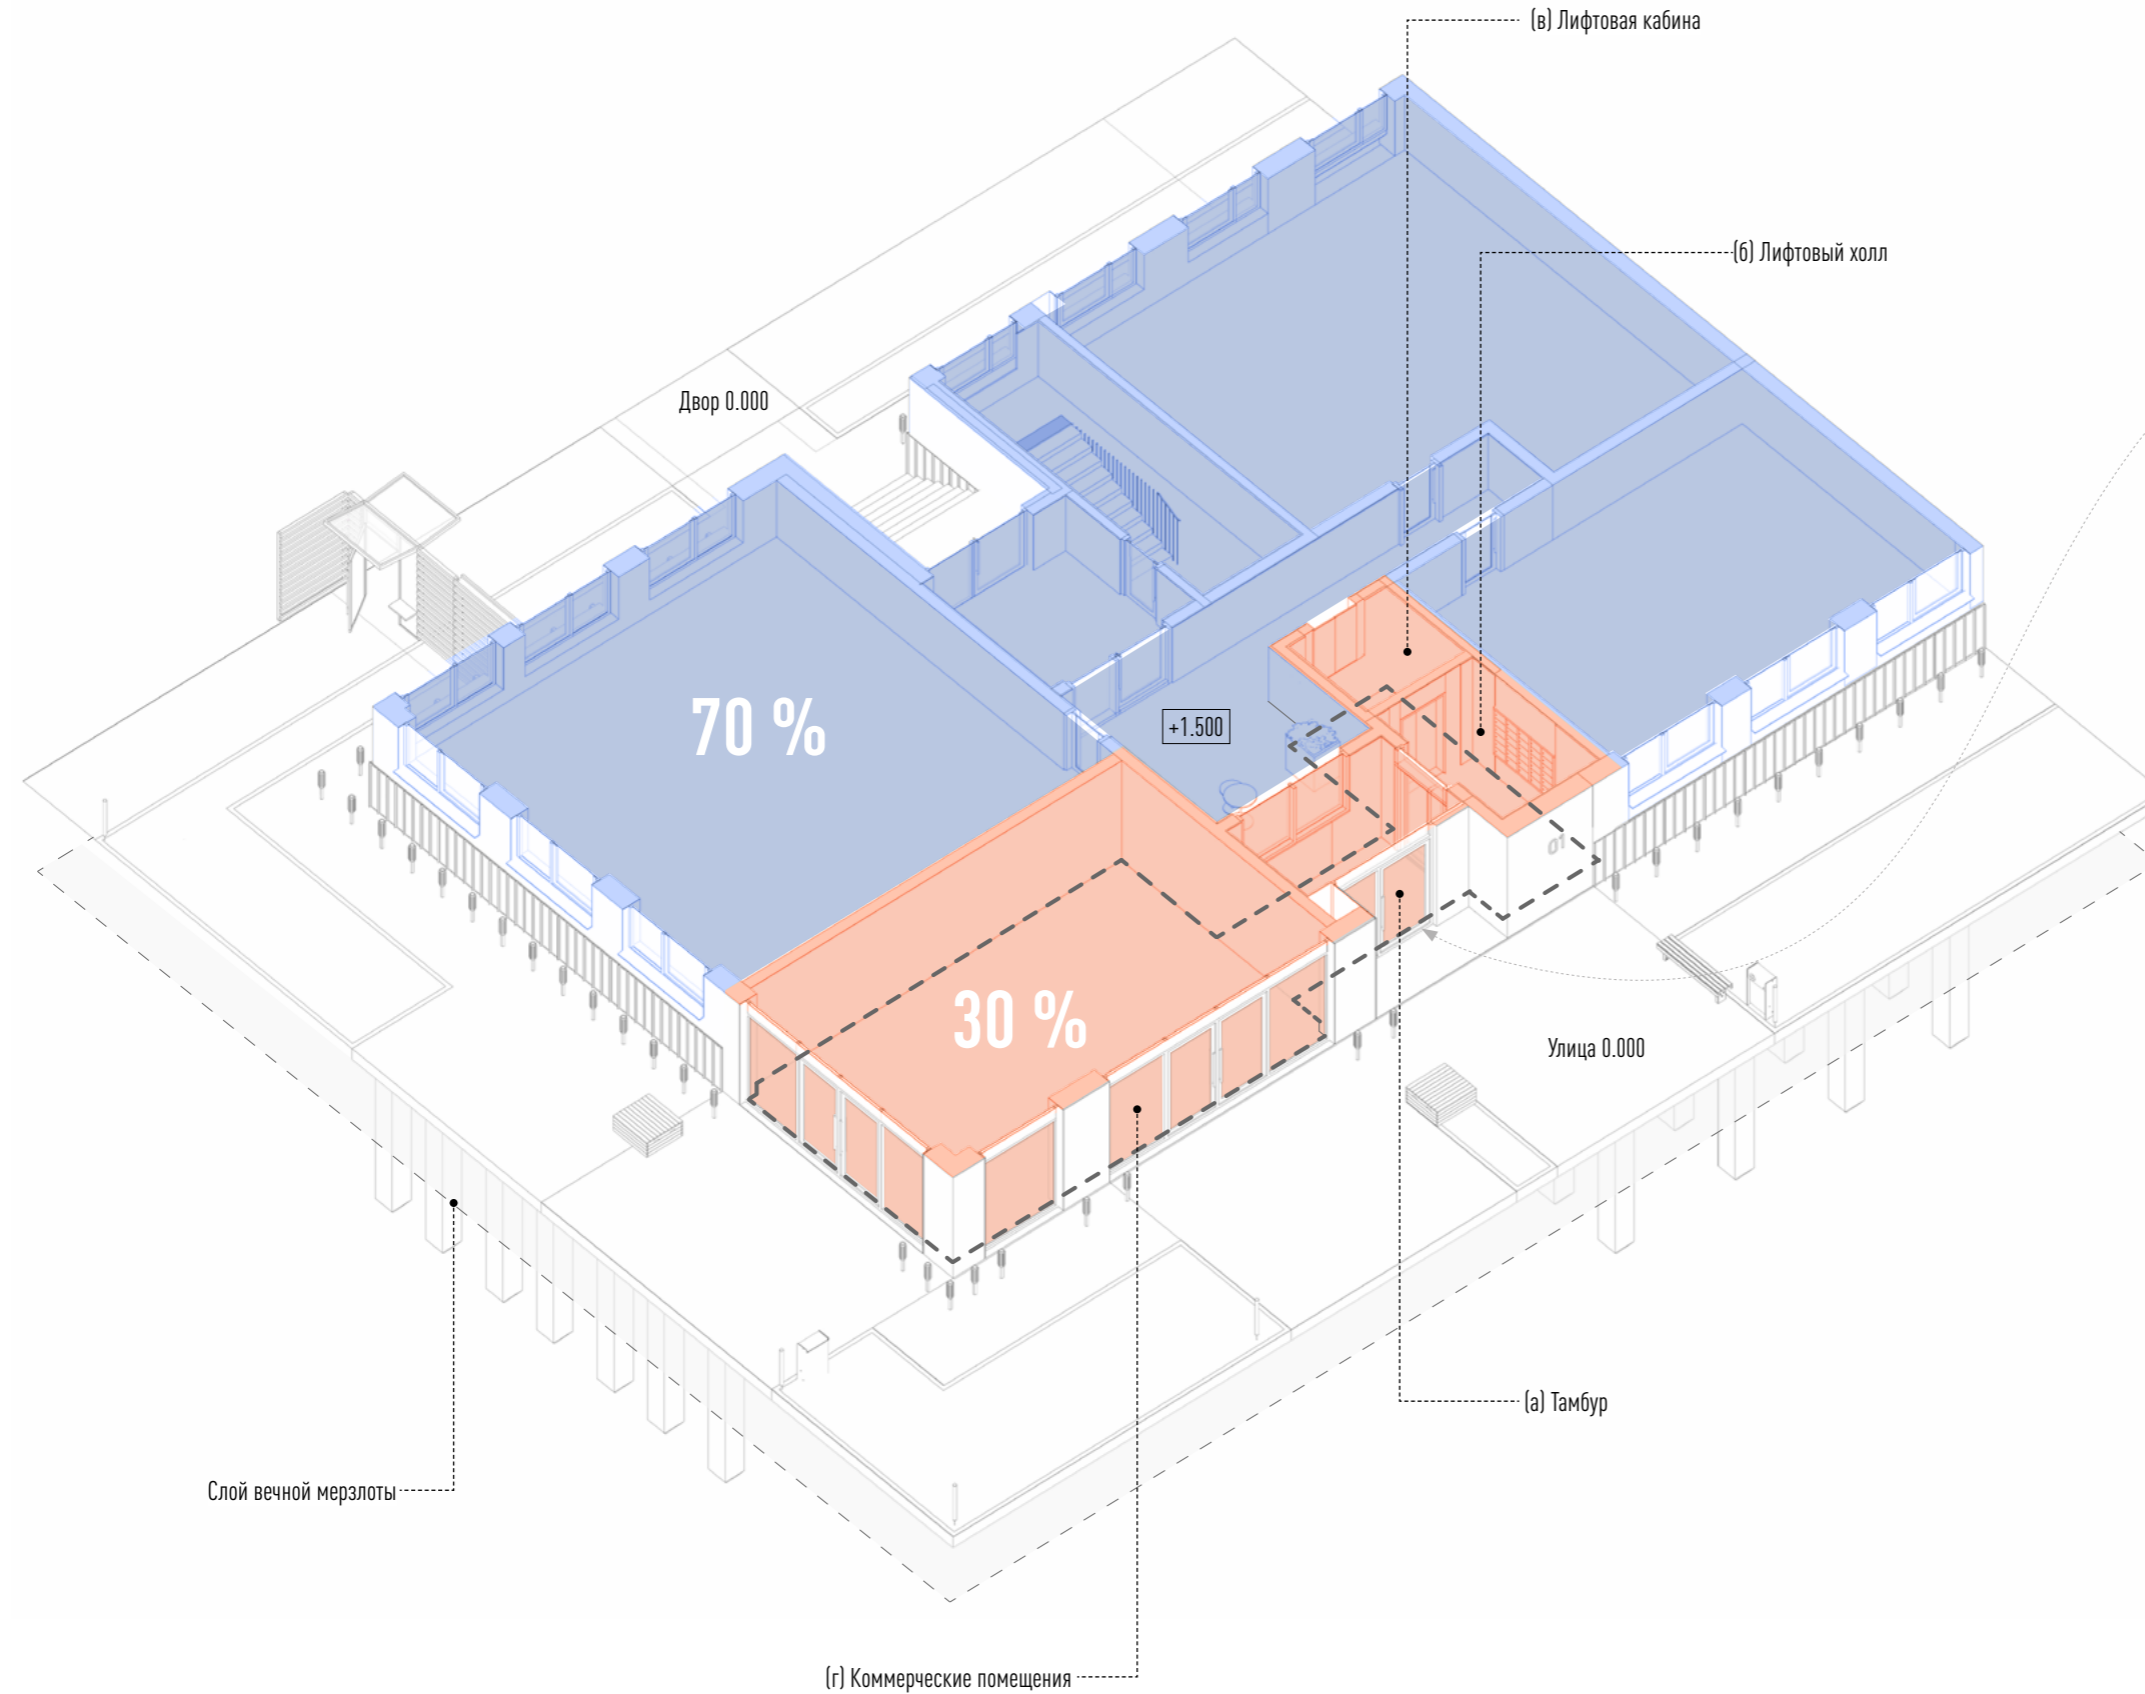 (в) Лифтовая кабина
(б) Лифтовый холл
Двор 0.000
70 %
+1.500
01
30 %
Улица 0.000
(а) Тамбур
Слой вечной мерзлоты
(г) Коммерческие помещения